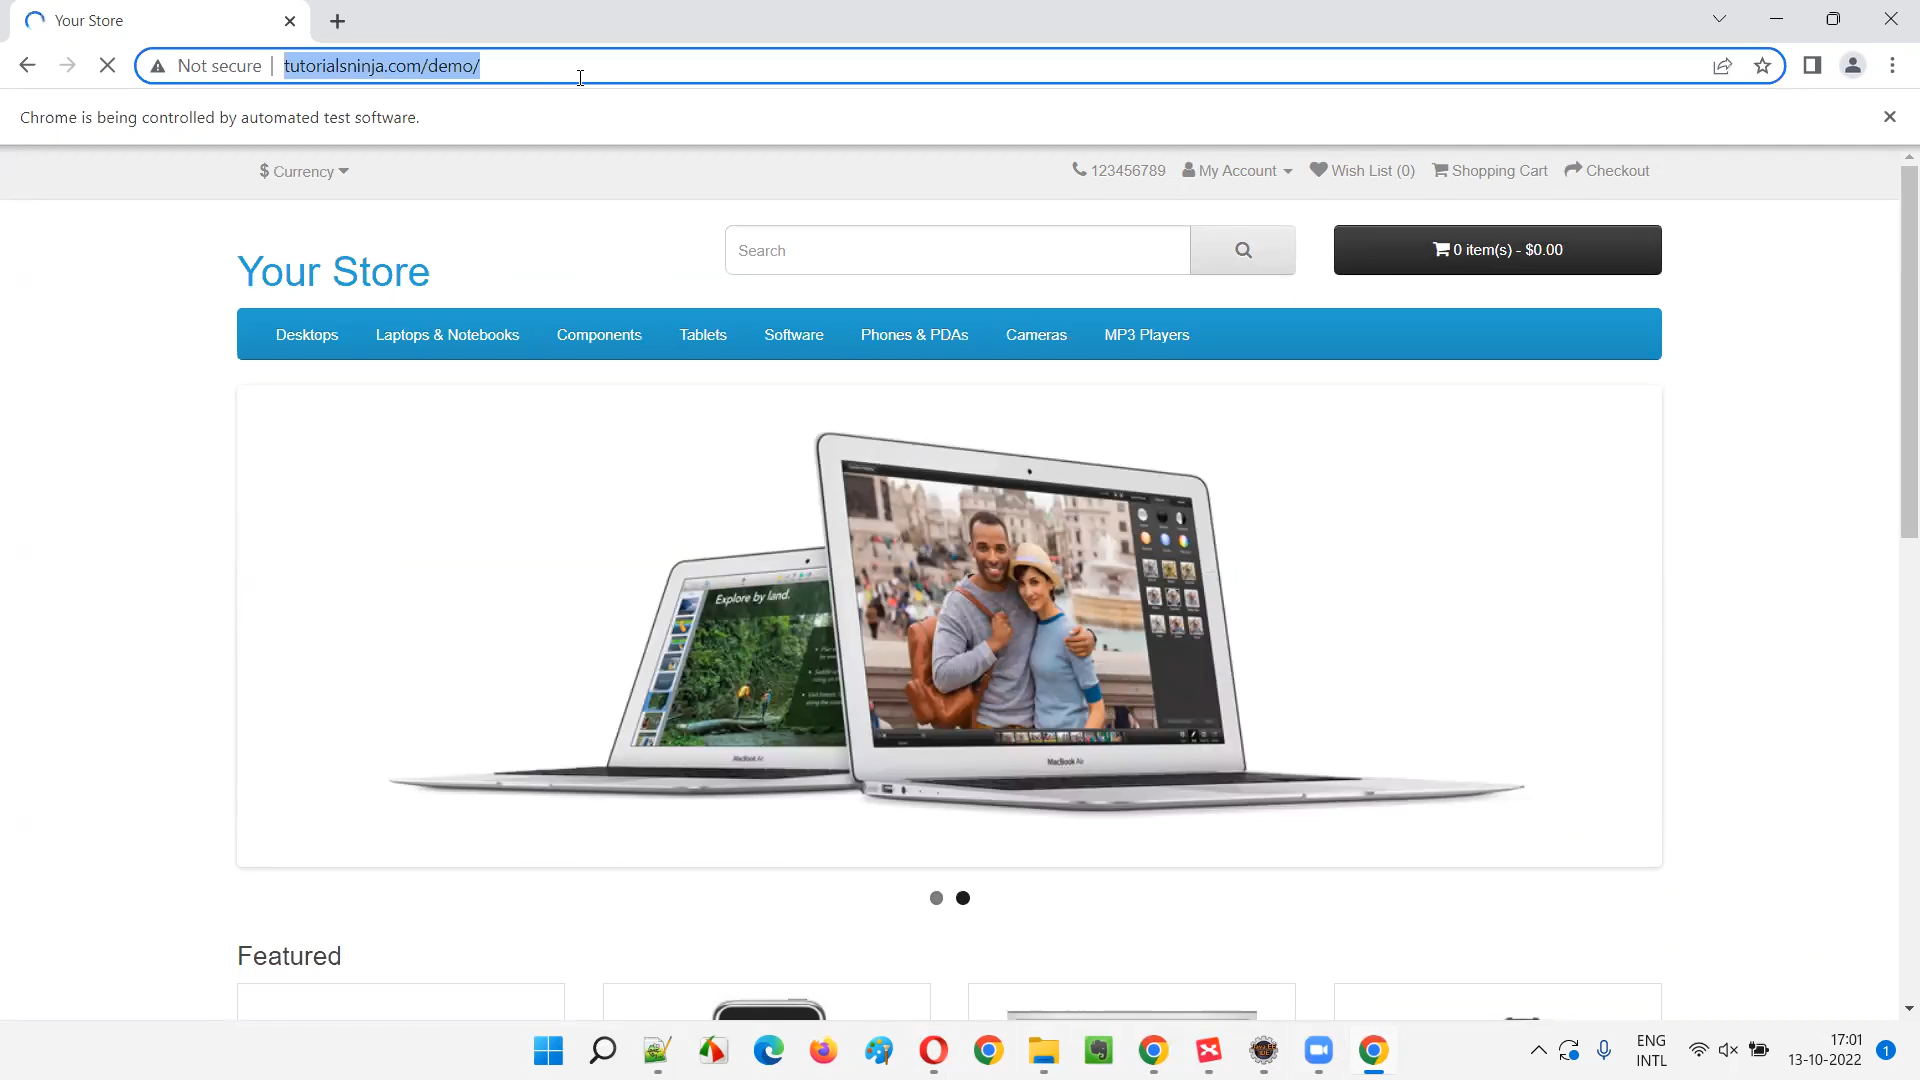 Your Store
Not secure
tutorialsninja.com/demo/
Chrome is being controlled by automated test software.
$ Currency
123456789 My Account Wish List (0) Shopping Cart Checkout
Your Store
Search
0 item(s) - $0.00
Desktops Laptops & Notebooks Components Tablets Software Phones & PDAs Cameras MP3 Players
Explore by land.
MacBook Air
MacBook Air
Featured
ENG
INTL
17:01
13-10-2022
1